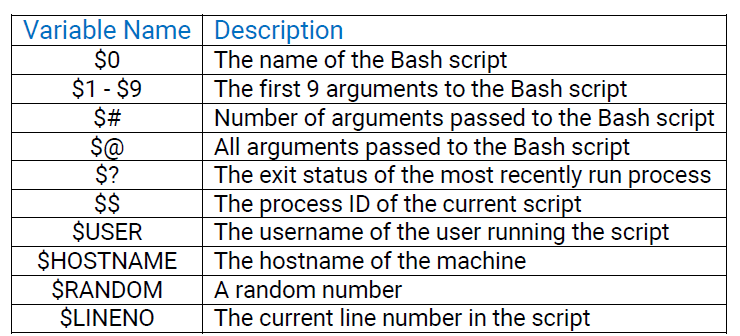 Variable Name Description
$0 The name of the Bash script
$1 - $9 The first 9 arguments to the Bash script
$# Number of arguments passed to the Bash script
$@ All arguments passed to the Bash script
$? The exit status of the most recently run process
$$ The process ID of the current script
$USER The username of the user running the script
$HOSTNAME The hostname of the machine
$RANDOM A random number
$LINENO The current line number in the script